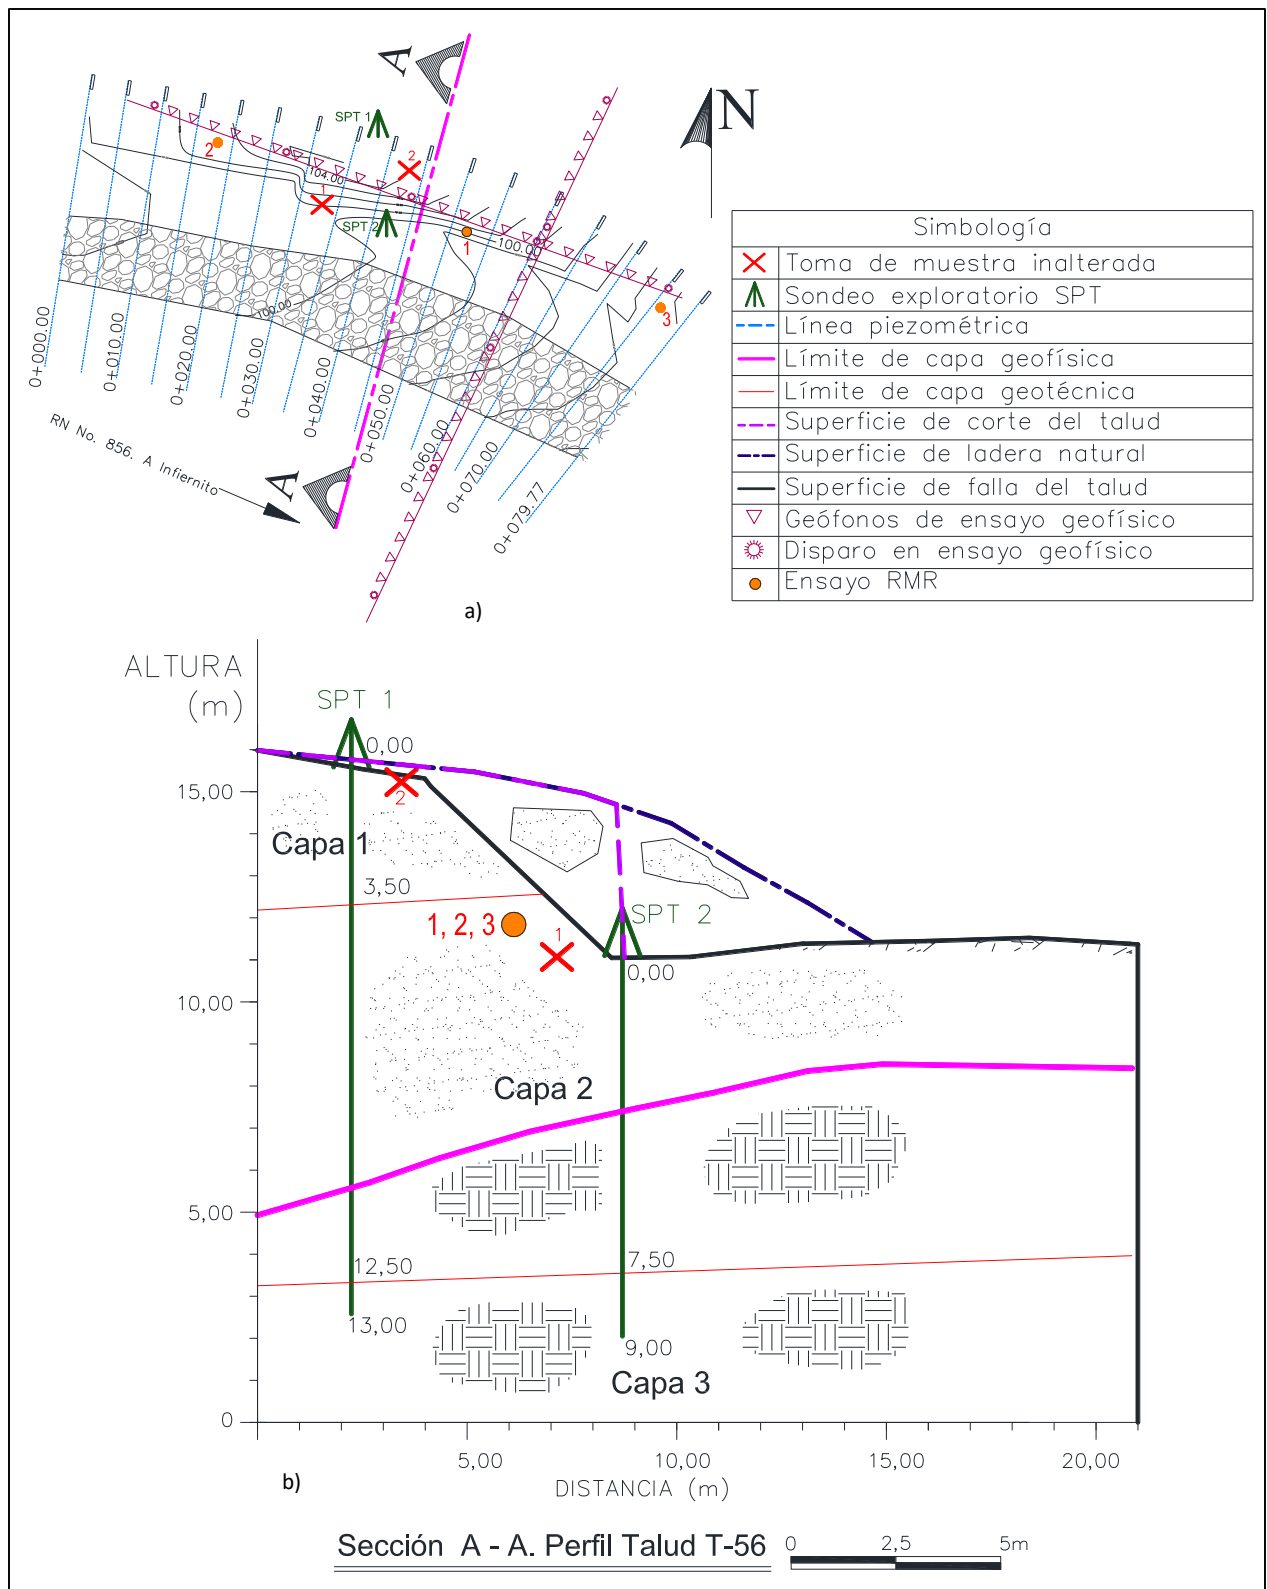 A
N
SPT 1
2
2
104.00
1
SPT 2
1
100.00
3
100.00
0+000.00
0+010.00
0+020.00
0+030.00
0+040.00
0+050.00
0+060.00
0+070.00
0+079.77
RN No. 856. A Infiernito
A
a)
Simbología
Toma de muestra inalterada
Sondeo exploratorio SPT
Línea piezométrica
Límite de capa geofísica
Límite de capa geotécnica
Superficie de corte del talud
Superficie de ladera natural
Superficie de falla del talud
Geófonos de ensayo geofísico
Disparo en ensayo geofísico
Ensayo RMR
ALTURA
(m)
SPT 1
0,00
15,00
2
Capa 1
3,50
1, 2, 3
1
SPT 2
0,00
10,00
Capa 2
5,00
12,50
7,50
13,00
9,00
Capa 3
0
5,00
10,00
15,00
20,00
b)
DISTANCIA (m)
Sección A - A. Perfil Talud T-56
0
2,5
5m